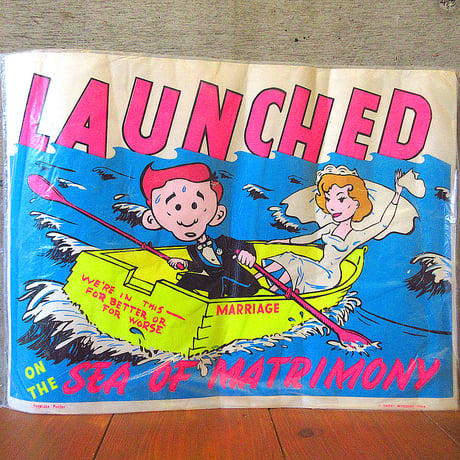 LAUNCHED
WE'RE IN THIS
FOR BETTER OR
FOR WORSE
MARRIAGE
ON
THE
SEA OF MATRIMONY